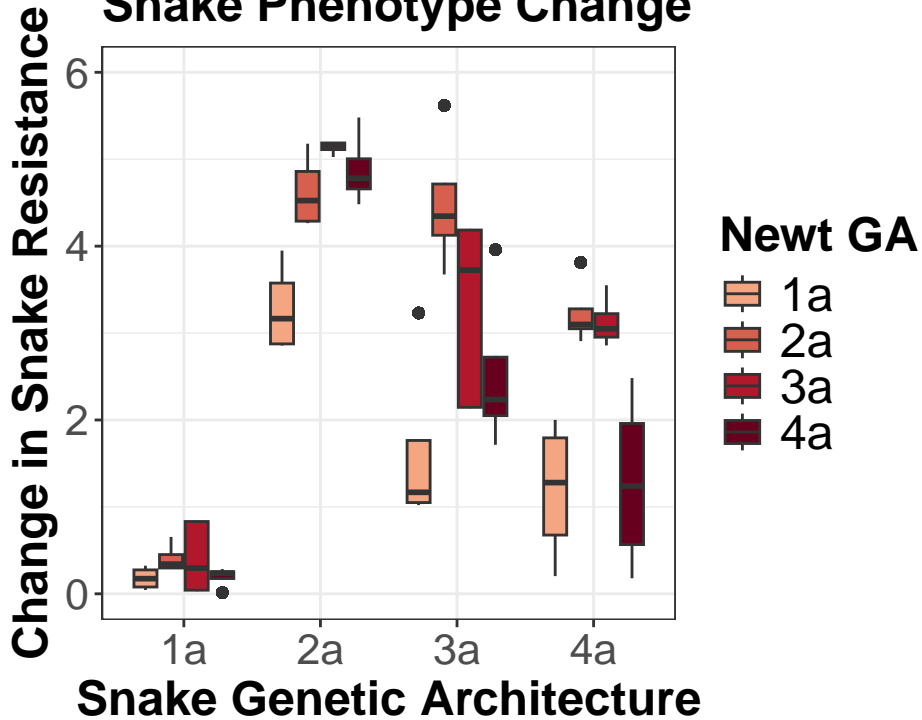 Snake Phenotype Change
Change in Snake Resistance
6
4
2
0
1a
2a
3a
4a
Snake Genetic Architecture
Newt GA
1a
2a
3a
4a